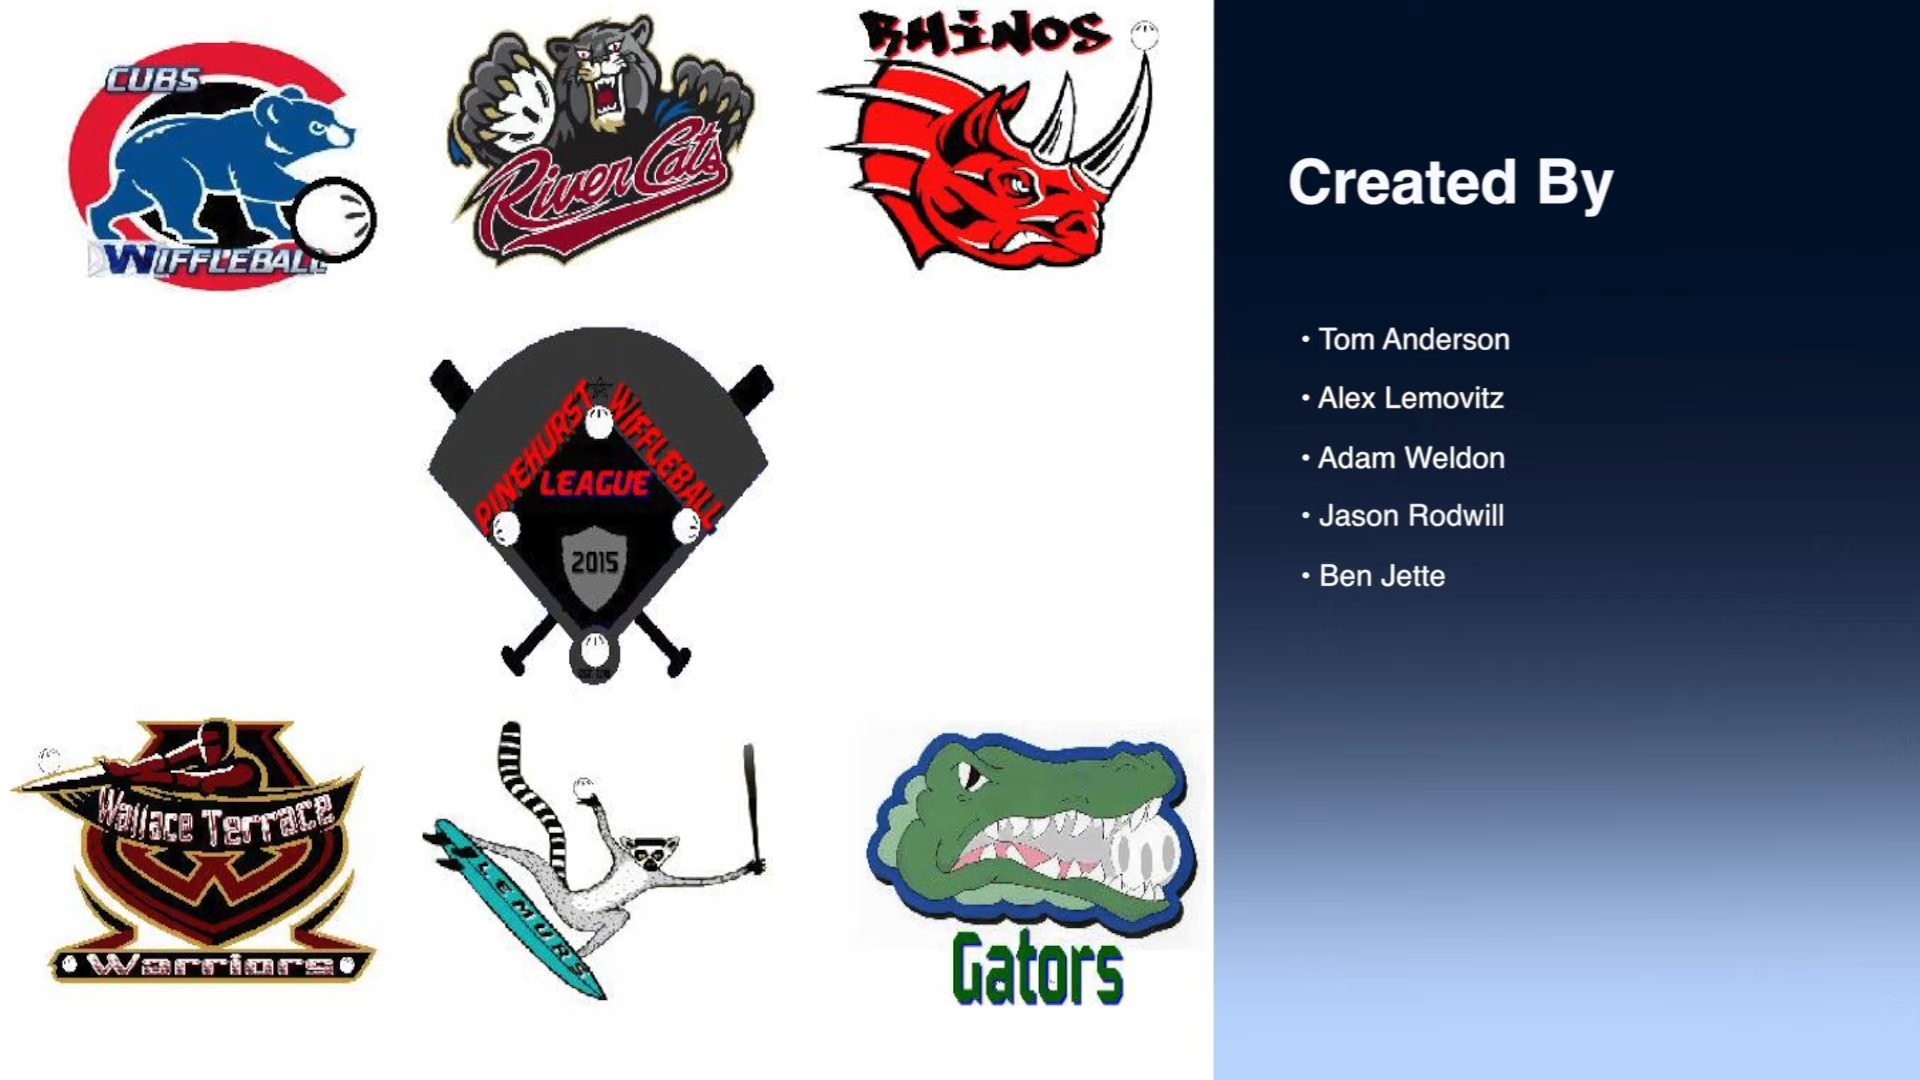 CUBS
WIFFLEBALL
River Cats
RHINOS
PINEHURST WIFFLEBALL
LEAGUE
2015
Wallace Terrace
Warriors
LEMURS
Gators
Created By
• Tom Anderson
• Alex Lemovitz
• Adam Weldon
• Jason Rodwill
• Ben Jette